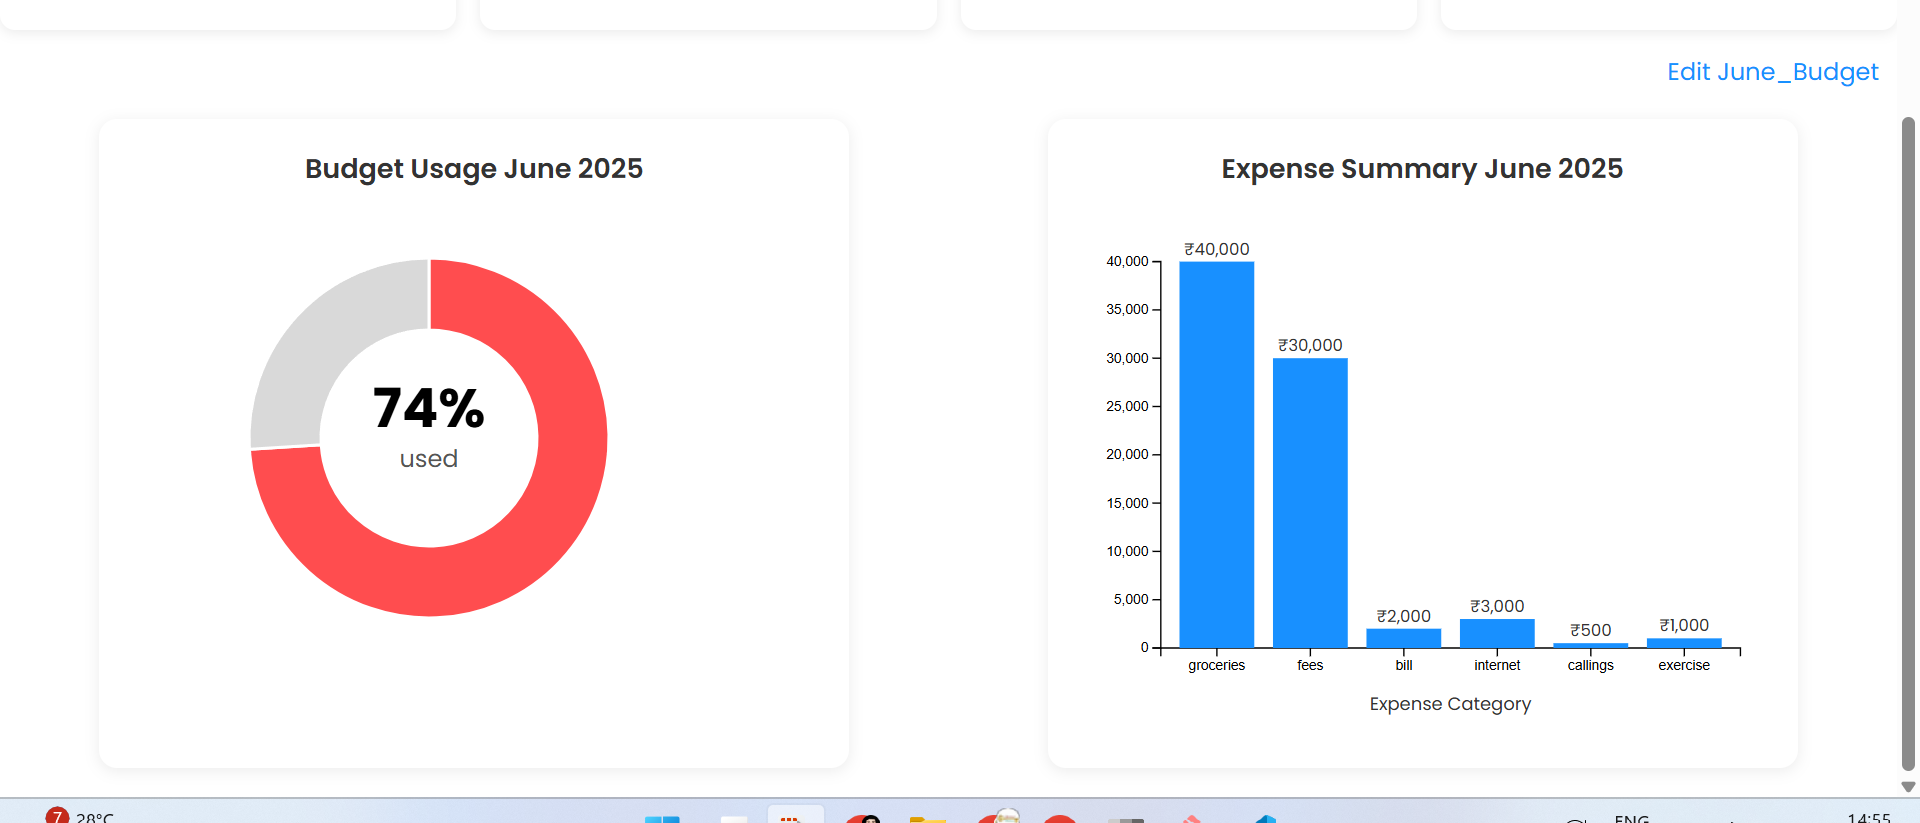 Edit June_Budget
Budget Usage June 2025
74%
used
Expense Summary June 2025
₹40,000
₹30,000
₹2,000
₹3,000
₹500
₹1,000
40,000
35,000
30,000
25,000
20,000
15,000
10,000
5,000
0
groceries fees bill internet callings exercise
Expense Category
7 28°C
ENG
14:55